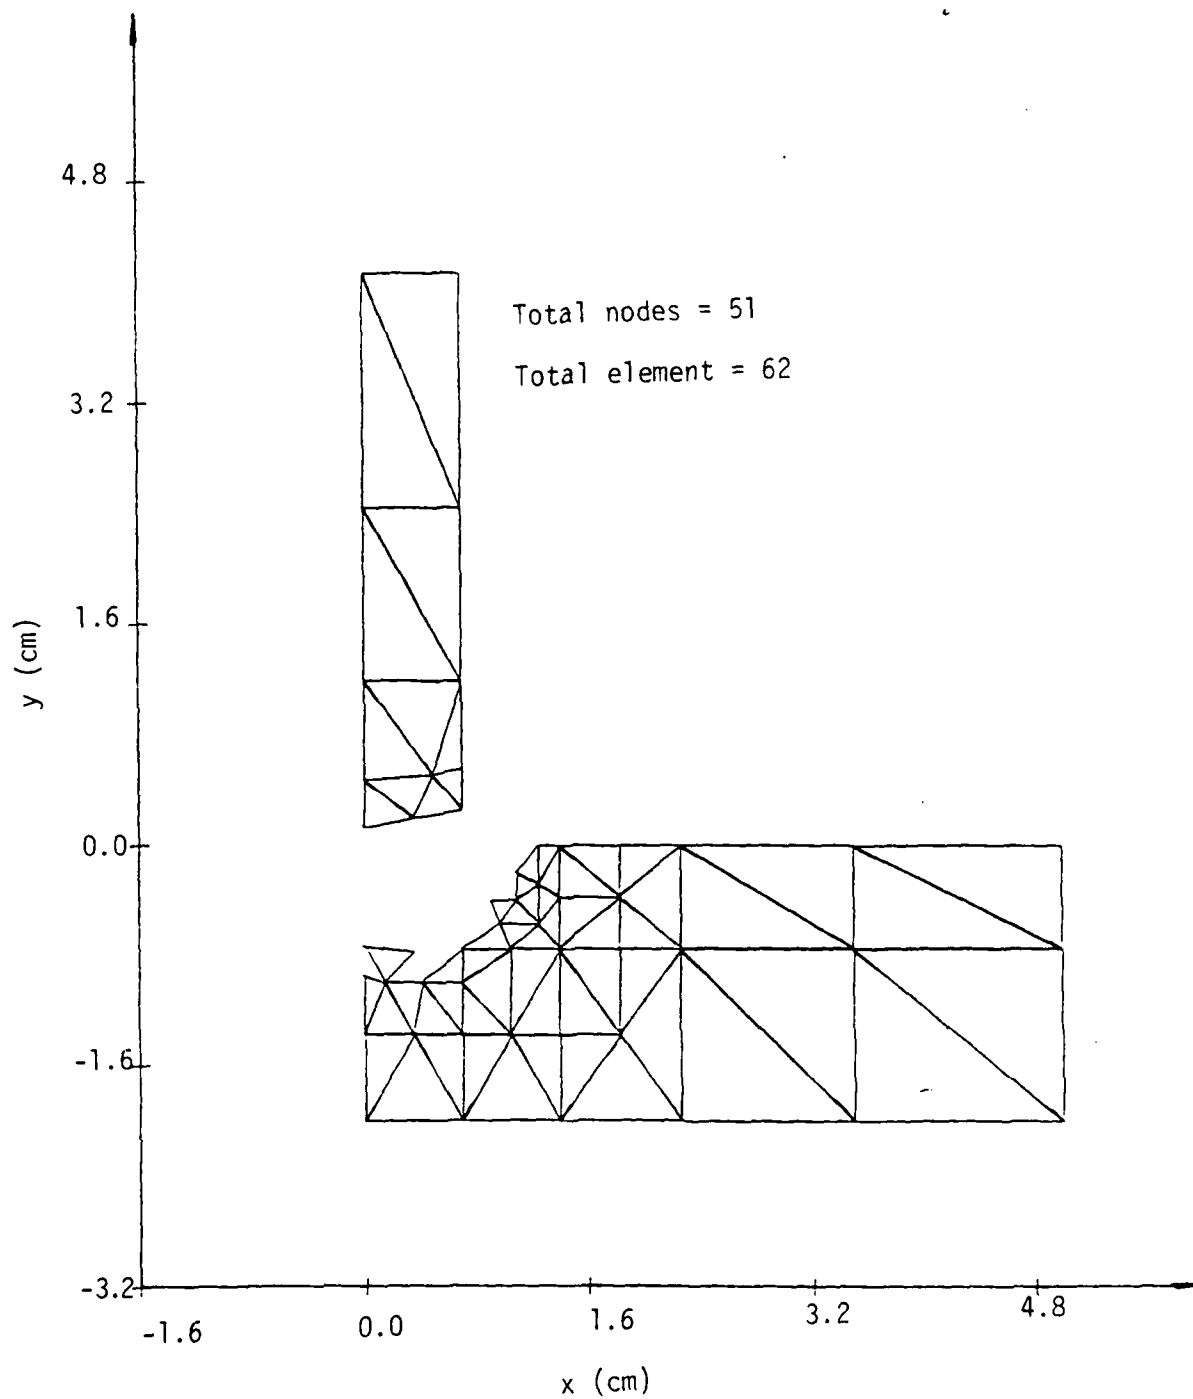 4.8
Total nodes = 51
Total element = 62
3.2
1.6
y (cm)
0.0
-1.6
-3.2
-1.6
0.0
1.6
3.2
4.8
x (cm)